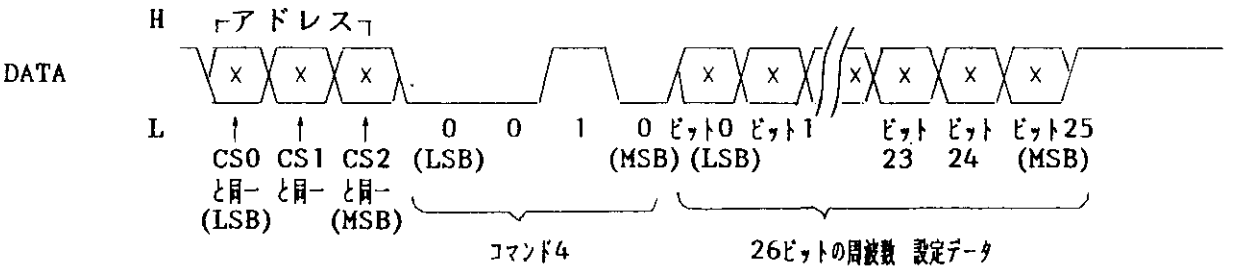 H ┌アドレス┐
DATA × × × × × × × × ×
L ↑ ↑ ↑ 0 0 1 0 ビット0 ビット1 ビット ビット ビット25
CS0 CS1 CS2 (LSB) (MSB) (LSB) 23 24 (MSB)
と同一 と同一 と同一
(LSB) (MSB)
コマンド4 26ビットの周波数 設定データ